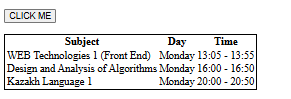 CLICK ME
Subject Day Time
WEB Technologies 1 (Front End) Monday 13:05 - 13:55
Design and Analysis of Algorithms Monday 16:00 - 16:50
Kazakh Language 1 Monday 20:00 - 20:50